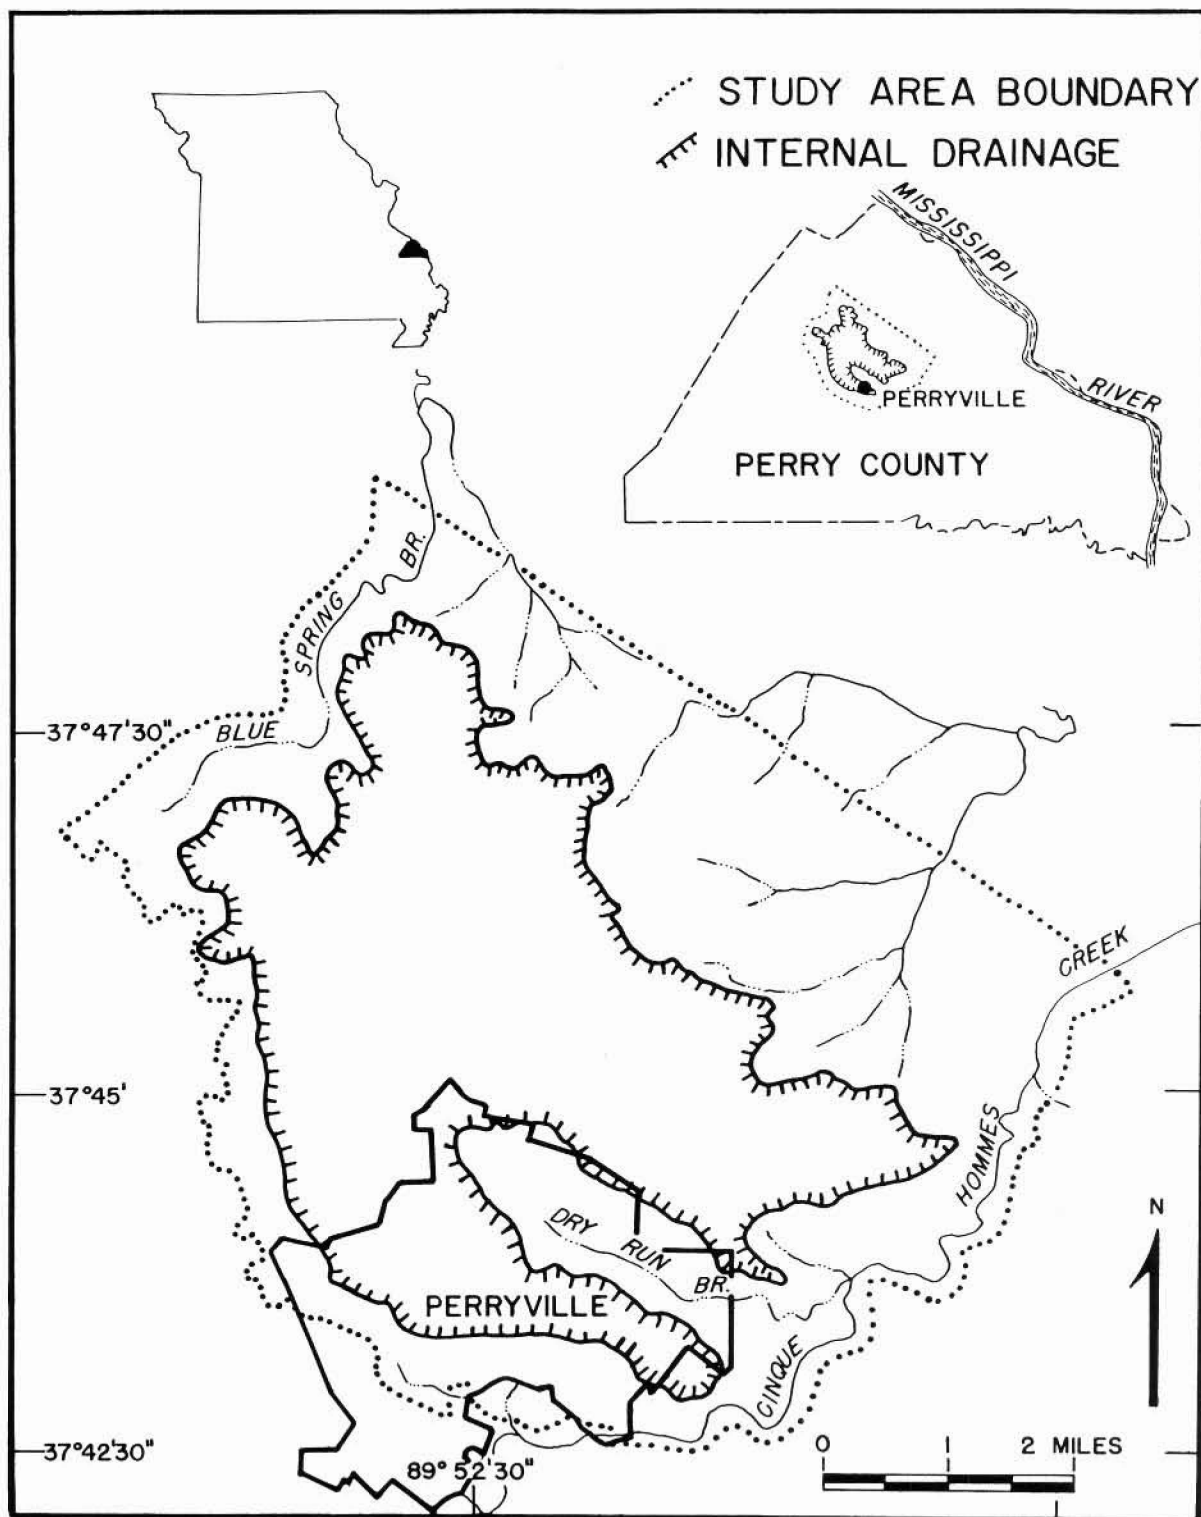 STUDY AREA BOUNDARY
INTERNAL DRAINAGE
MISSISSIPPI
RIVER
PERRYVILLE
PERRY COUNTY
BLUE
SPRING
BR.
37°47'30"
CREEK
37°45'
HOMMES
N
DRY
RUN
BR.
PERRYVILLE
CINQUE
0 1 2 MILES
37°42'30"
89°52'30"